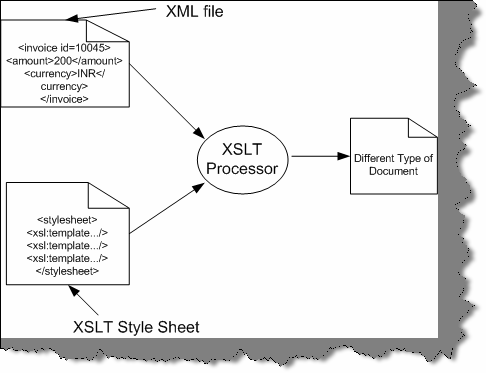 XML file
<invoice id=10045>
<amount>200</amount>
<currency>INR</
currency>
</invoice>
XSLT
Processor
Different Type of
Document
<stylesheet>
<xsl:template.../>
<xsl:template.../>
<xsl:template.../>
</stylesheet>
XSLT Style Sheet